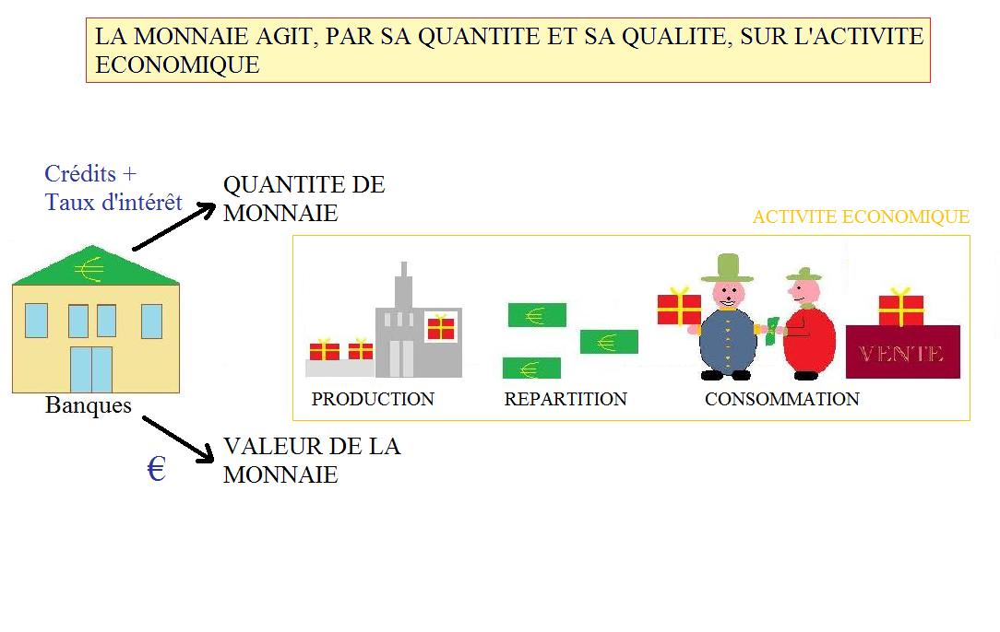 LA MONNAIE AGIT, PAR SA QUANTITE ET SA QUALITE, SUR L'ACTIVITE
ECONOMIQUE
Crédits +
Taux d'intérêt
QUANTITE DE
MONNAIE
ACTIVITE ECONOMIQUE
€
€
€
€
VENTE
PRODUCTION
REPARTITION
CONSOMMATION
Banques
VALEUR DE LA
MONNAIE
€